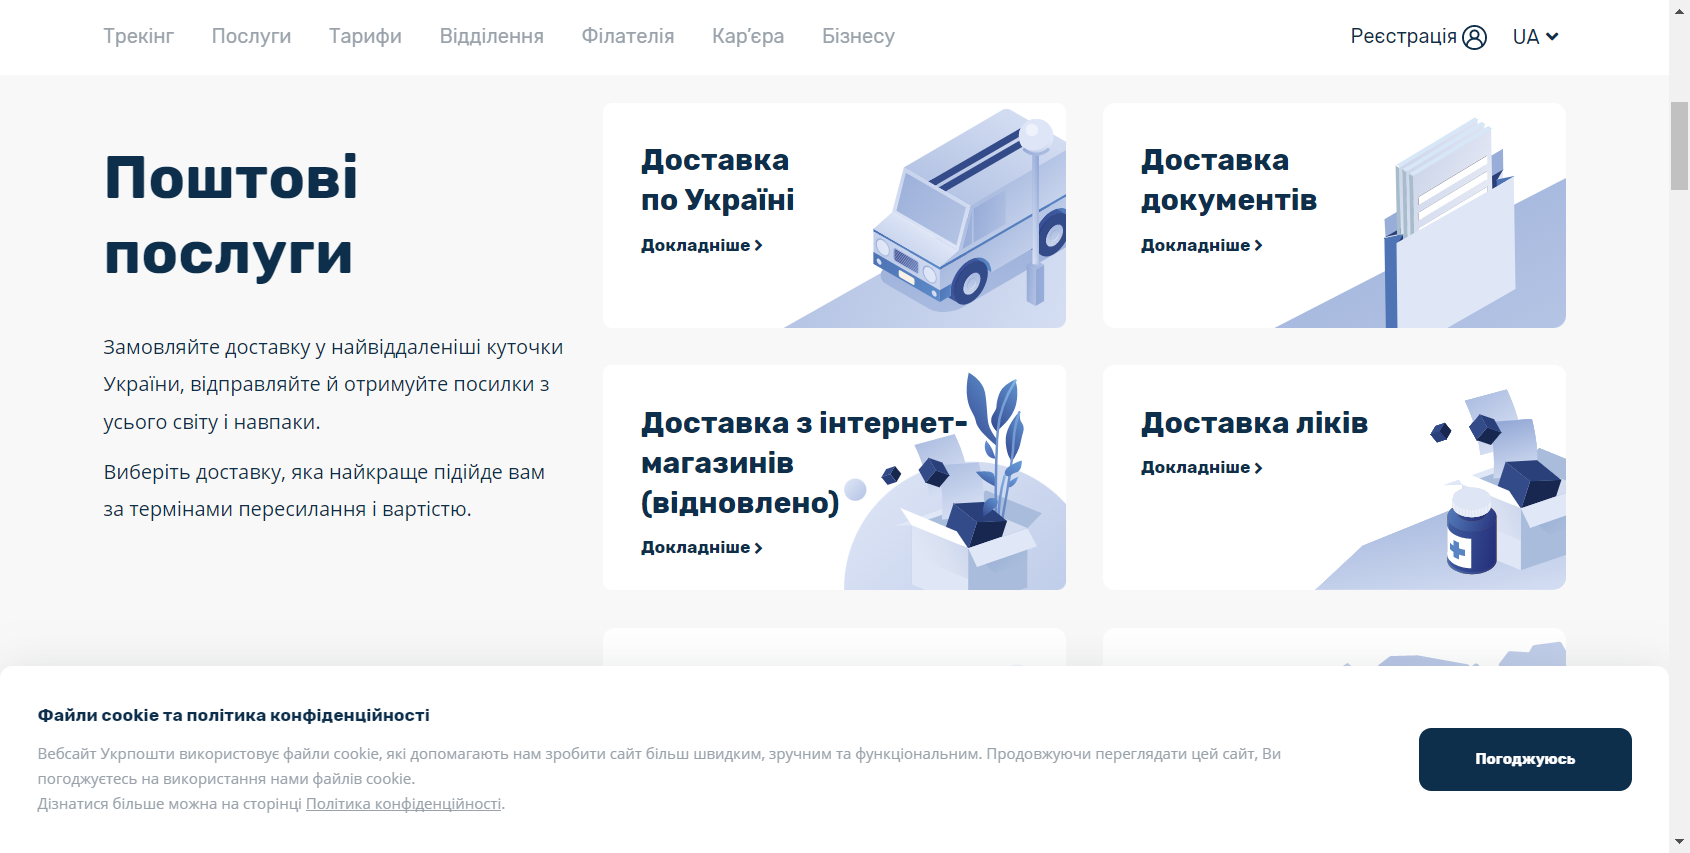 Трекінг Послуги Тарифи Відділення Філателія Кар’єра Бізнесу Реєстрація UA
Поштові
послуги
Замовляйте доставку у найвіддаленіші куточки
України, відправляйте й отримуйте посилки з
усього світу і навпаки.
Виберіть доставку, яка найкраще підійде вам
за термінами пересилання і вартістю.
Доставка
по Україні
Докладніше
Доставка
документів
Докладніше
Доставка з інтернет-
магазинів
(відновлено)
Докладніше
Доставка ліків
Докладніше
Файли cookie та політика конфіденційності
Вебсайт Укрпошти використовує файли cookie, які допомагають нам зробити сайт більш швидким, зручним та функціональним. Продовжуючи переглядати цей сайт, Ви
погоджуєтесь на використання нами файлів cookie.
Дізнатися більше можна на сторінці Політика конфіденційності.
Погоджуюсь